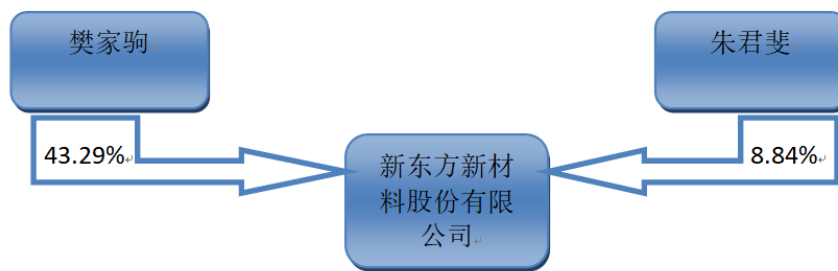 樊家驹
朱君斐
43.29%
8.84%
新东方新材
料股份有限
公司